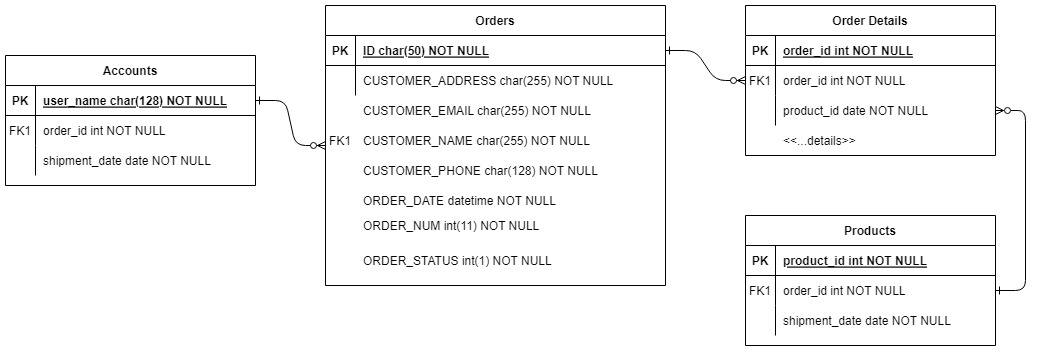 Accounts
PK user_name char(128) NOT NULL
FK1 order_id int NOT NULL
shipment_date date NOT NULL
Orders
PK ID char(50) NOT NULL
CUSTOMER_ADDRESS char(255) NOT NULL
CUSTOMER_EMAIL char(255) NOT NULL
FK1 CUSTOMER_NAME char(255) NOT NULL
CUSTOMER_PHONE char(128) NOT NULL
ORDER_DATE datetime NOT NULL
ORDER_NUM int(11) NOT NULL
ORDER_STATUS int(1) NOT NULL
Order Details
PK order_id int NOT NULL
FK1 order_id int NOT NULL
product_id date NOT NULL
<<...details>>
Products
PK product_id int NOT NULL
FK1 order_id int NOT NULL
shipment_date date NOT NULL